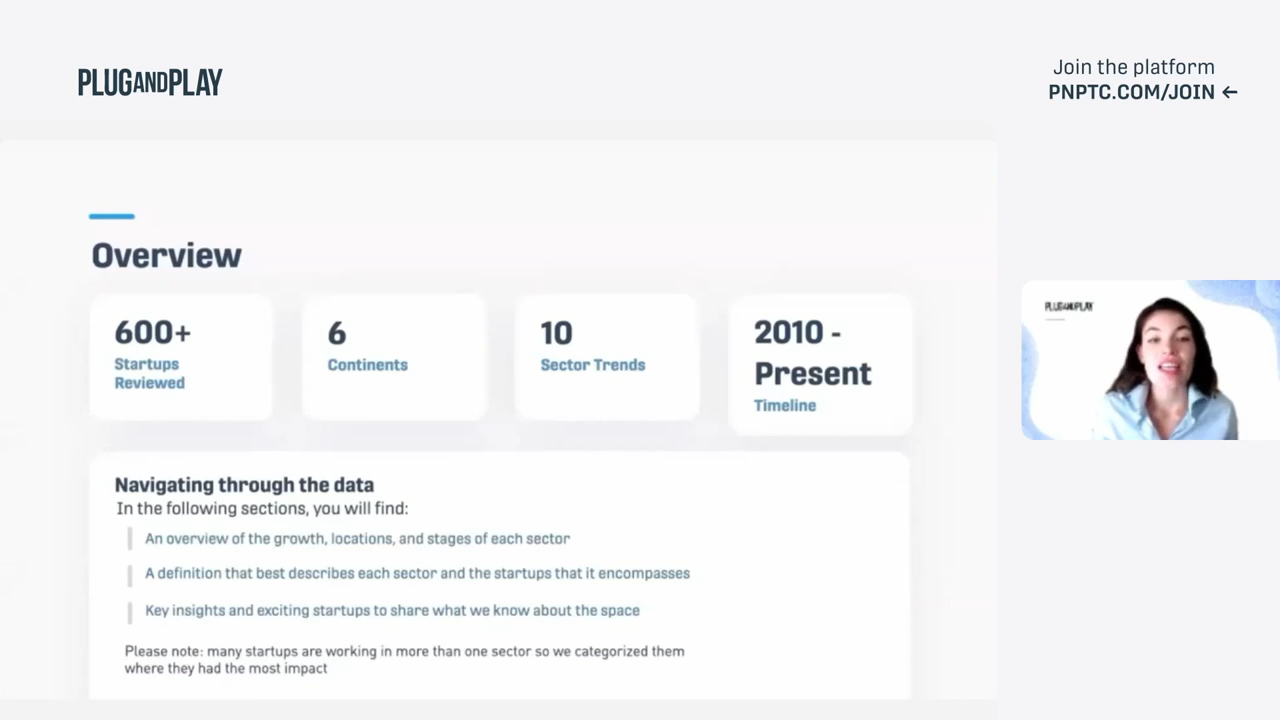 PLUGANDPLAY
Join the platform
PNPTC.COM/JOIN ←
Overview
600+
Startups
Reviewed
6
Continents
10
Sector Trends
2010 -
Present
Timeline
PLUGANDPLAY
Navigating through the data
In the following sections, you will find:
An overview of the growth, locations, and stages of each sector
A definition that best describes each sector and the startups that it encompasses
Key insights and exciting startups to share what we know about the space
Please note: many startups are working in more than one sector so we categorized them
where they had the most impact